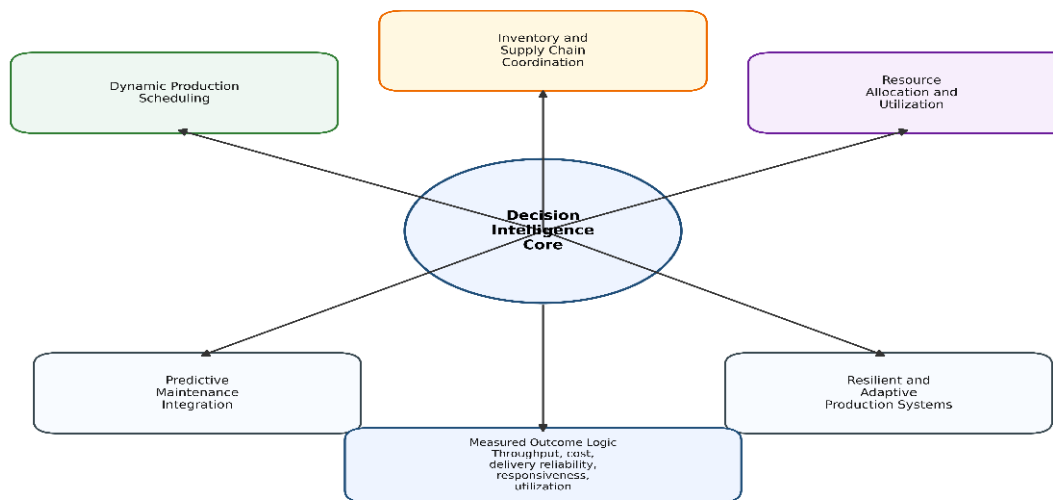 Inventory and
Supply Chain
Coordination
Dynamic Production
Scheduling
Resource
Allocation and
Utilization
Decision
Intelligence
Core
Predictive
Maintenance
Integration
Resilient and
Adaptive
Production Systems
Measured Outcome Logic
Throughput, cost,
delivery reliability,
responsiveness,
utilization